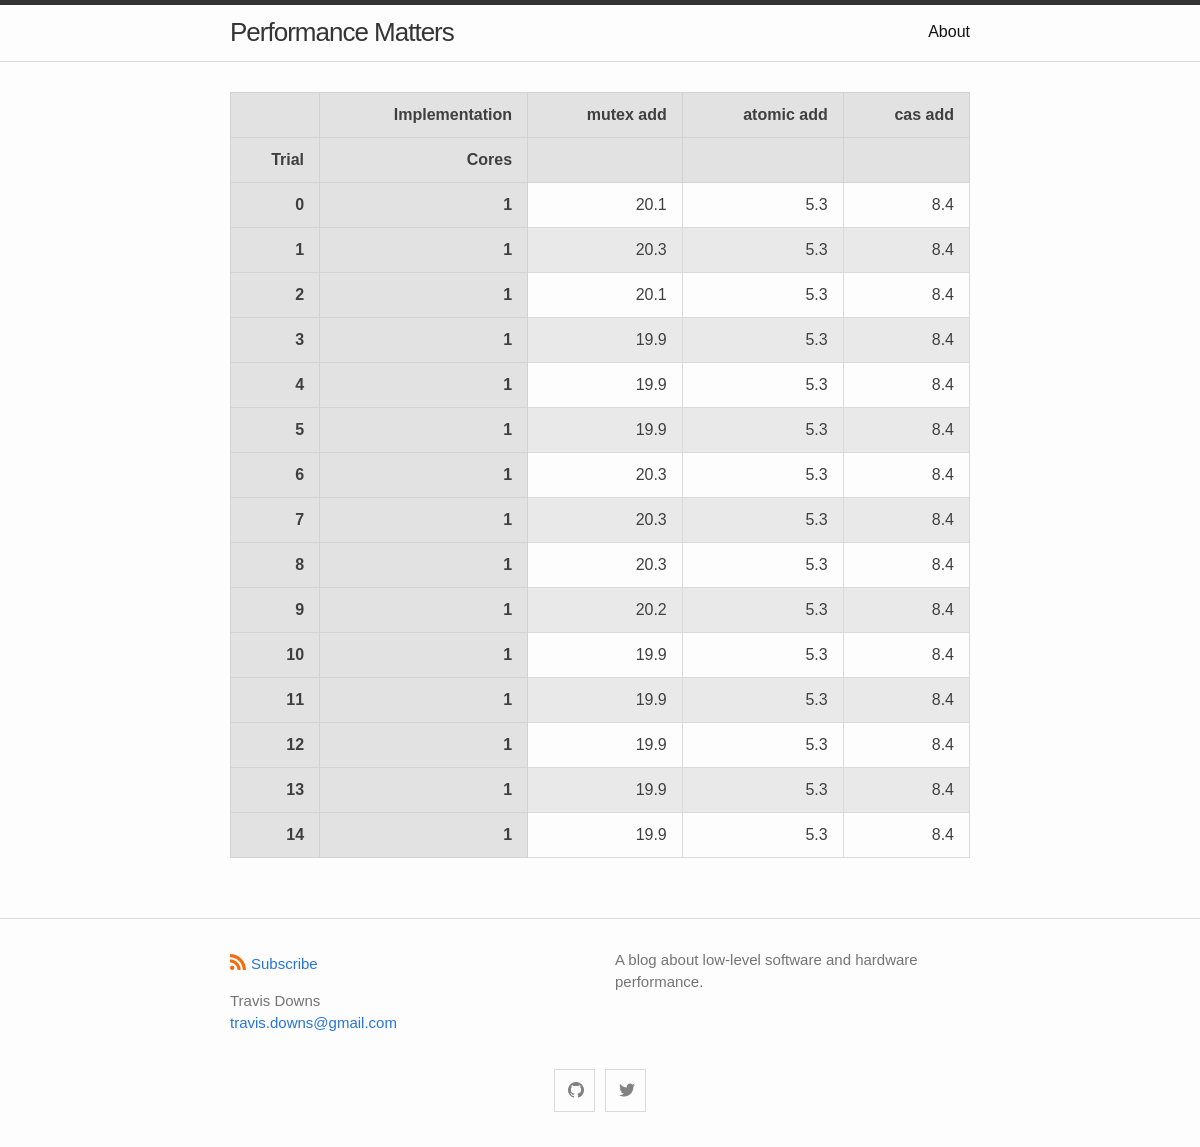 Performance Matters About
Implementation mutex add atomic add cas add
Trial Cores
0 1 20.1 5.3 8.4
1 1 20.3 5.3 8.4
2 1 20.1 5.3 8.4
3 1 19.9 5.3 8.4
4 1 19.9 5.3 8.4
5 1 19.9 5.3 8.4
6 1 20.3 5.3 8.4
7 1 20.3 5.3 8.4
8 1 20.3 5.3 8.4
9 1 20.2 5.3 8.4
10 1 19.9 5.3 8.4
11 1 19.9 5.3 8.4
12 1 19.9 5.3 8.4
13 1 19.9 5.3 8.4
14 1 19.9 5.3 8.4
Subscribe
Travis Downs
travis.downs@gmail.com
A blog about low-level software and hardware
performance.